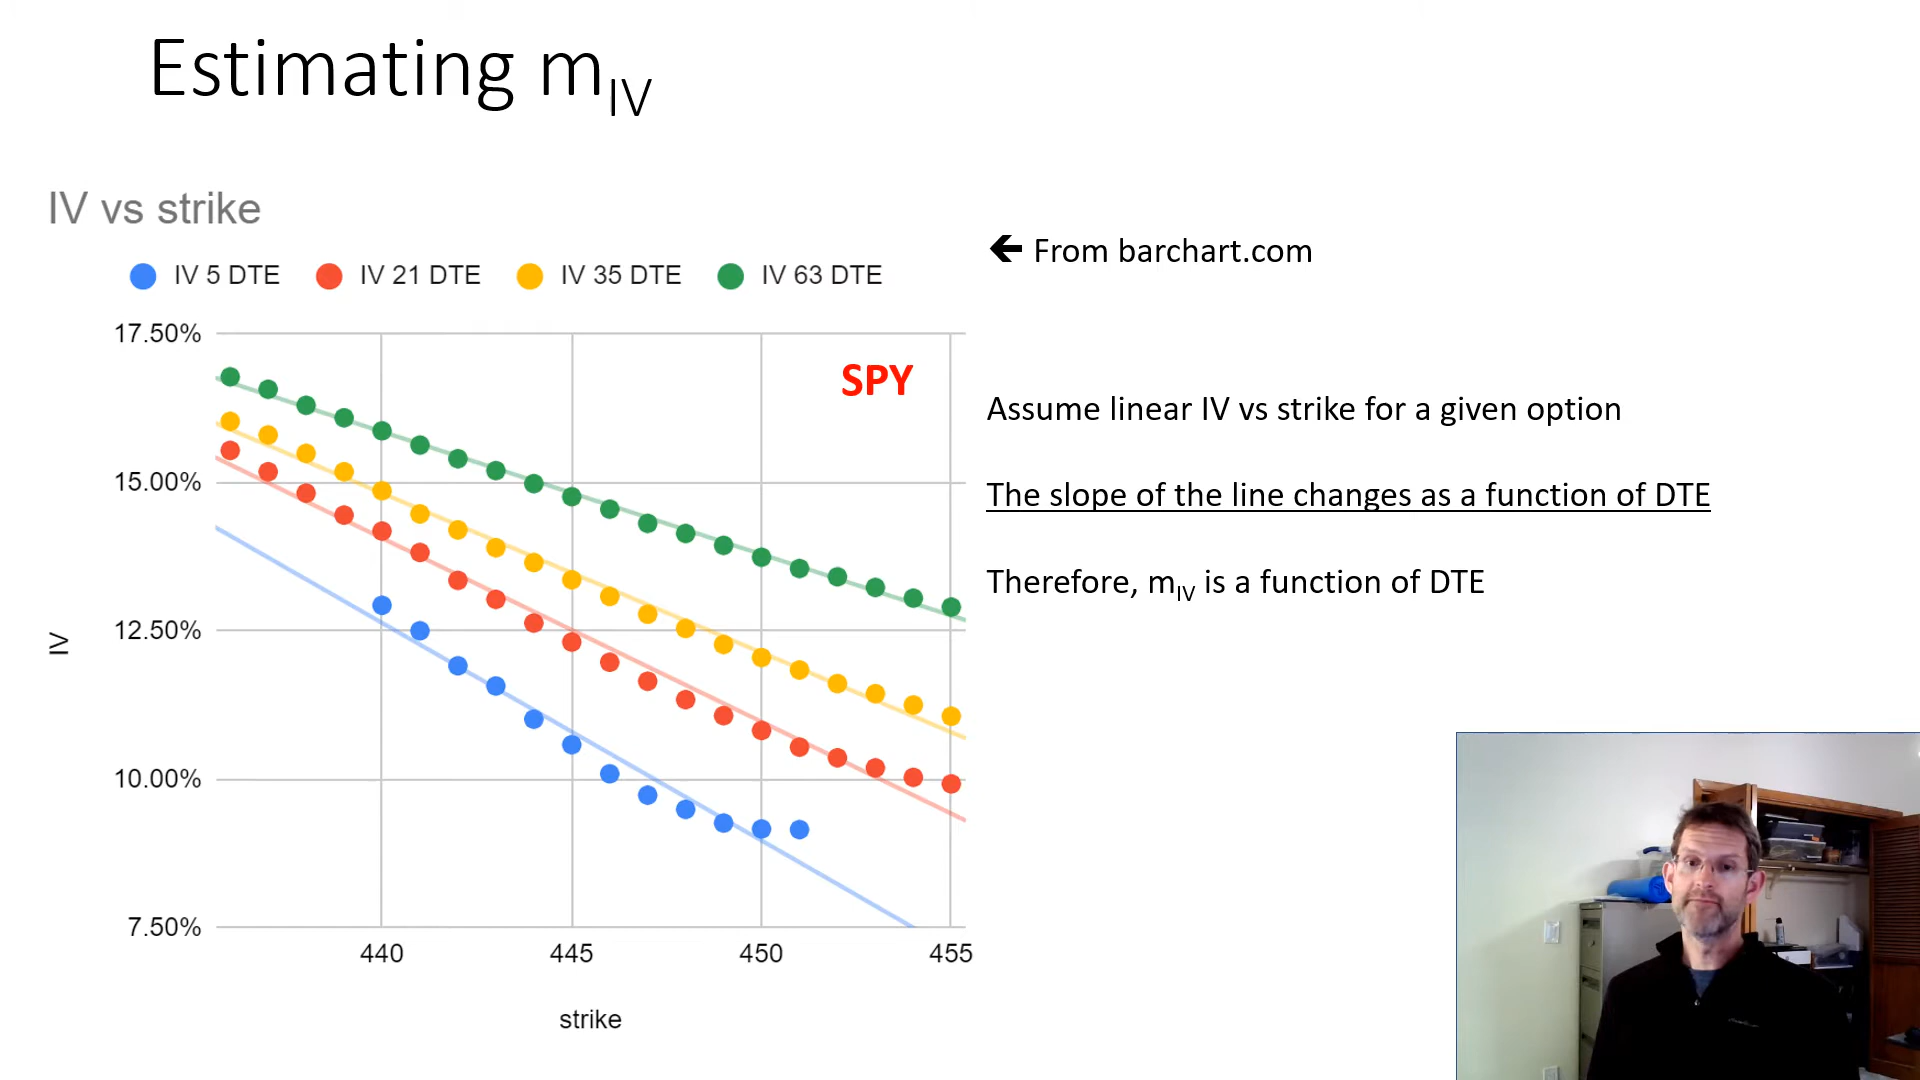 Estimating mIV
IV vs strike
← From barchart.com
IV 5 DTE IV 21 DTE IV 35 DTE IV 63 DTE
17.50%
SPY
Assume linear IV vs strike for a given option
15.00%
The slope of the line changes as a function of DTE
Therefore, mIV is a function of DTE
12.50%
IV
10.00%
7.50%
440 445 450 455
strike